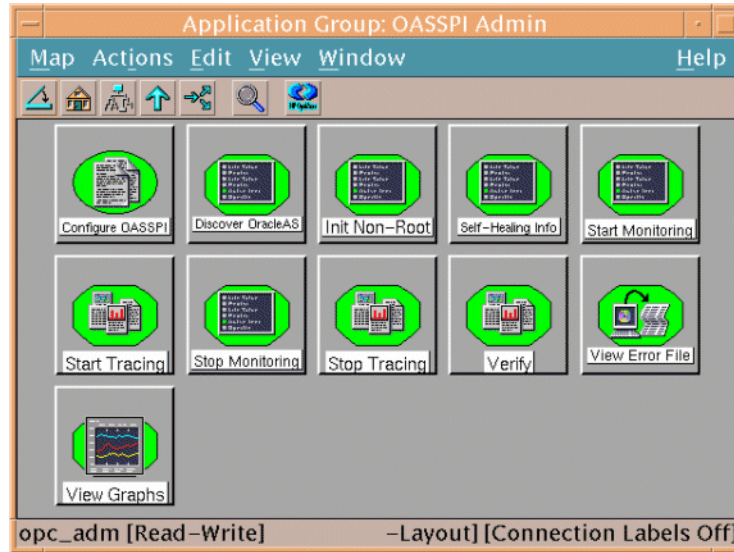 Application Group: OASSPI Admin
Map Actions Edit View Window Help
Configure OASSPI Discover OracleAS Init Non-Root Self-Healing Info Start Monitoring
Start Tracing Stop Monitoring Stop Tracing Verify View Error File
View Graphs
opc_adm [Read-Write] -Layout] [Connection Labels Off]